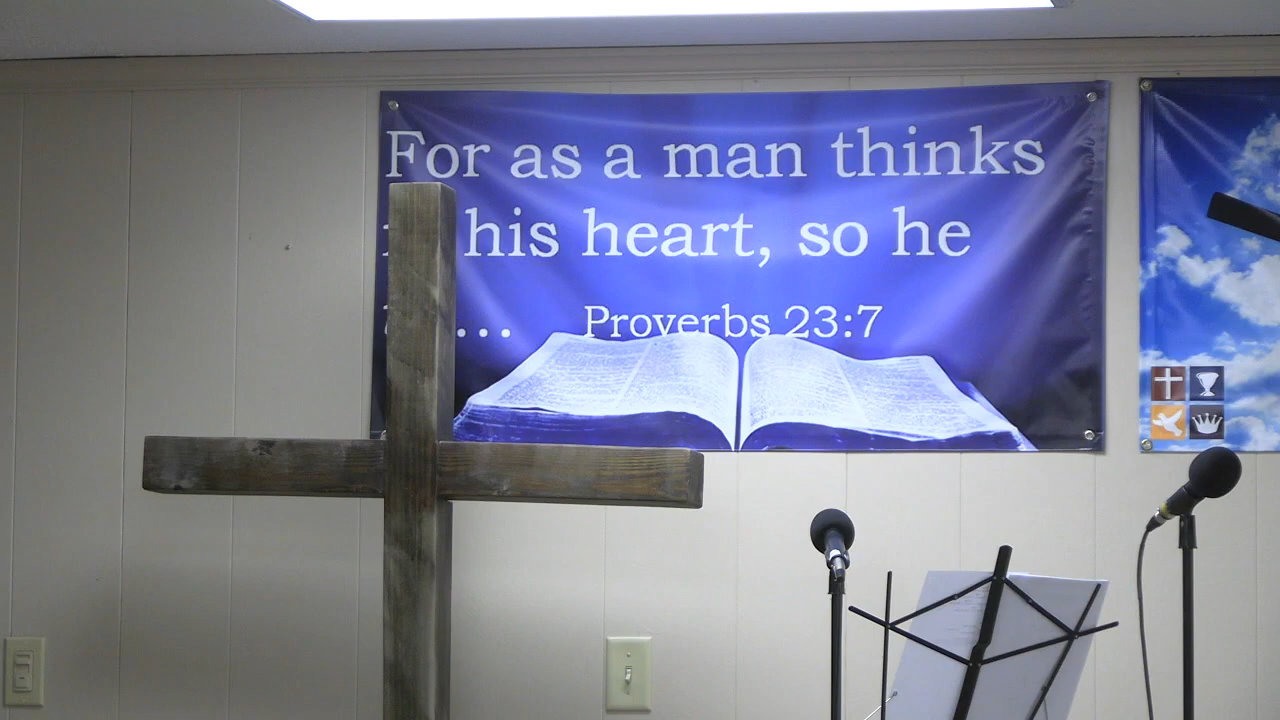 For as a man thinks
his heart, so he
... Proverbs 23:7